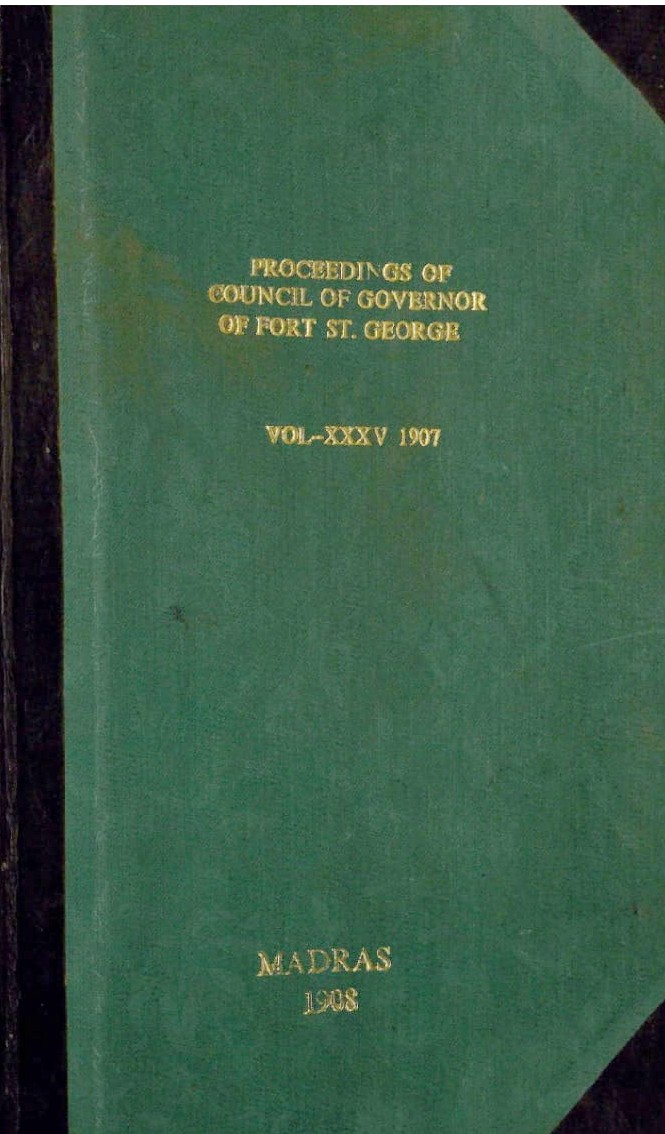 PROCEEDINGS OF
COUNCIL OF GOVERNOR
OF FORT ST. GEORGE
VOL-XXXV 1907
MADRAS
1908